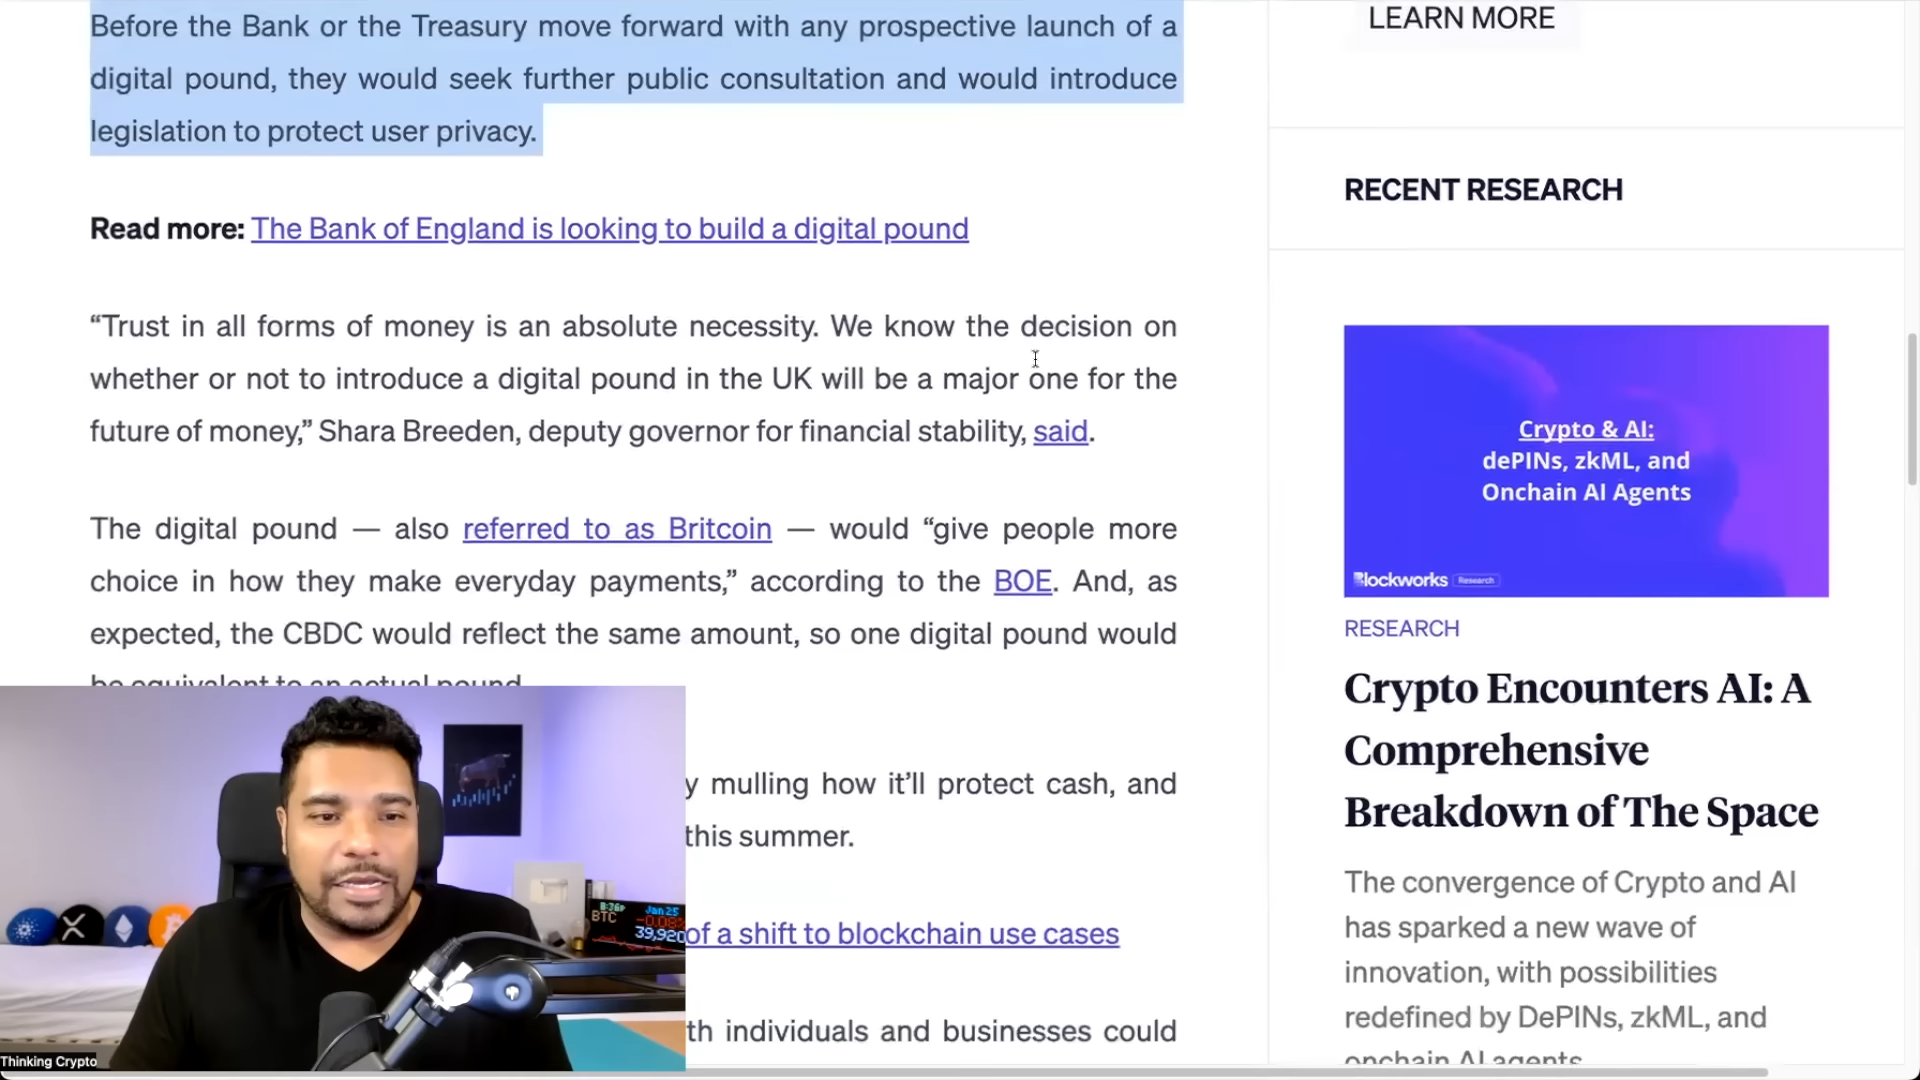 Before the Bank or the Treasury move forward with any prospective launch of a
digital pound, they would seek further public consultation and would introduce
legislation to protect user privacy.
Read more: The Bank of England is looking to build a digital pound
“Trust in all forms of money is an absolute necessity. We know the decision on
whether or not to introduce a digital pound in the UK will be a major one for the
future of money,” Shara Breeden, deputy governor for financial stability, said.
The digital pound — also referred to as Britcoin — would “give people more
choice in how they make everyday payments,” according to the BOE. And, as
expected, the CBDC would reflect the same amount, so one digital pound would
be equivalent to an actual pound.
y mulling how it’ll protect cash, and
this summer.
of a shift to blockchain use cases
th individuals and businesses could
LEARN MORE
RECENT RESEARCH
Crypto & AI:
dePINs, zkML, and
Onchain AI Agents
Blockworks Research
RESEARCH
Crypto Encounters AI: A
Comprehensive
Breakdown of The Space
The convergence of Crypto and AI
has sparked a new wave of
innovation, with possibilities
redefined by DePINs, zkML, and
onchain AI agents
8:36P Jan 25
BTC -0.08%
39,920
Thinking Crypto